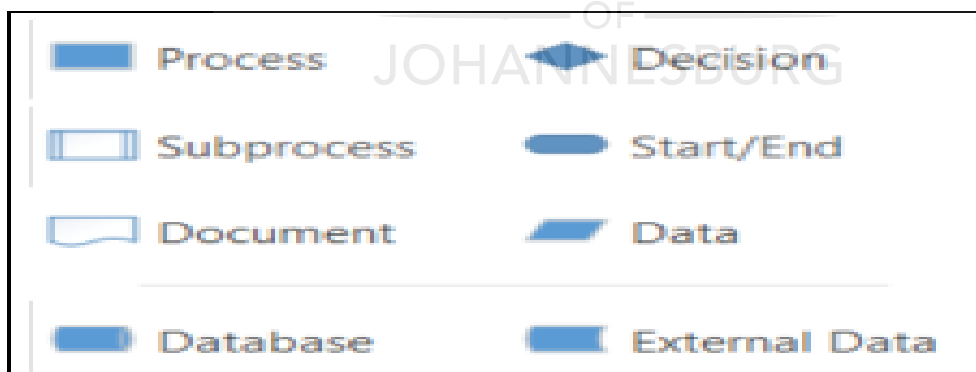 OF
JOHANNESBURG
Process
Decision
Subprocess
Start/End
Document
Data
Database
External Data